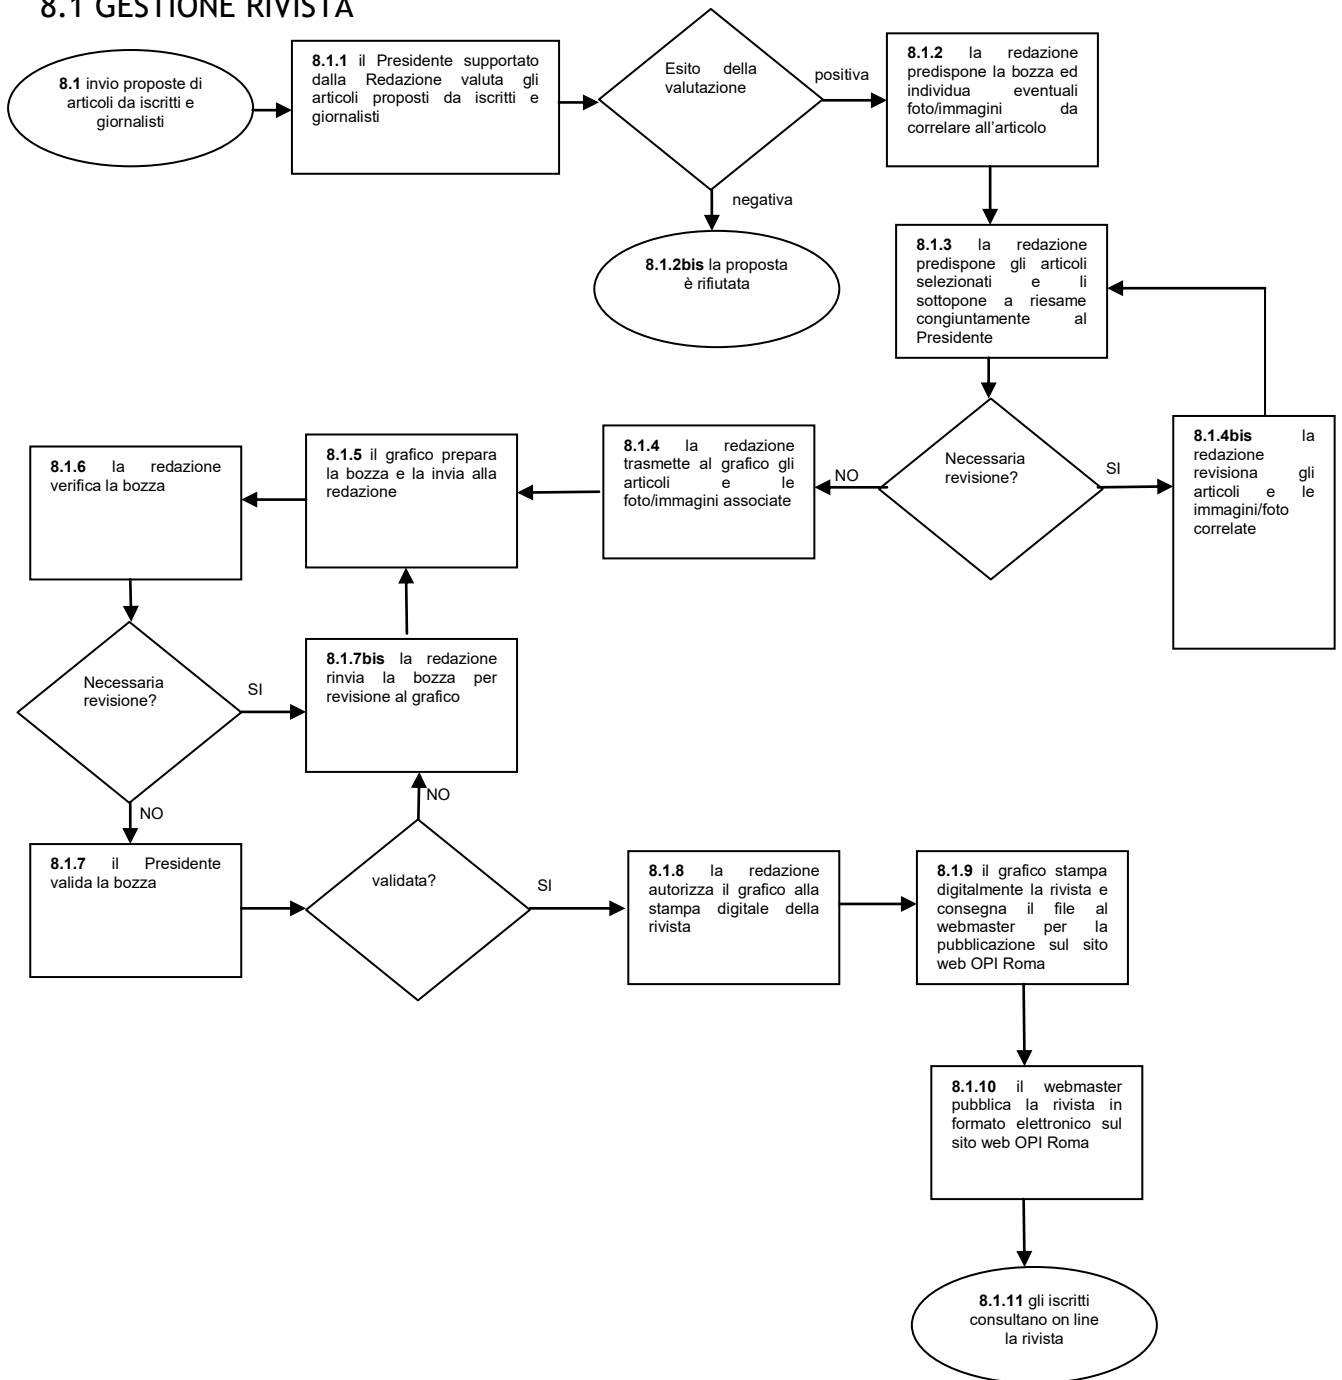 8.1 GESTIONE RIVISTA
8.1 invio proposte di
articoli da iscritti e
giornalisti
8.1.1 il Presidente supportato
dalla Redazione valuta gli
articoli proposti da iscritti e
giornalisti
Esito della
valutazione
positiva
8.1.2 la redazione
predispone la bozza ed
individua eventuali
foto/immagini da
correlare all'articolo
negativa
8.1.2bis la proposta
è rifiutata
8.1.3 la redazione
predispone gli articoli
selezionati e li
sottopone a riesame
congiuntamente al
Presidente
Necessaria
revisione?
SI
8.1.4bis la
redazione
revisiona gli
articoli e le
immagini/foto
correlate
NO
8.1.4 la redazione
trasmette al grafico gli
articoli e le
foto/immagini associate
8.1.5 il grafico prepara
la bozza e la invia alla
redazione
8.1.6 la redazione
verifica la bozza
Necessaria
revisione?
SI
8.1.7bis la redazione
rinvia la bozza per
revisione al grafico
NO
8.1.7 il Presidente
valida la bozza
validata?
NO
SI
8.1.8 la redazione
autorizza il grafico alla
stampa digitale della
rivista
8.1.9 il grafico stampa
digitalmente la rivista e
consegna il file al
webmaster per la
pubblicazione sul sito
web OPI Roma
8.1.10 il webmaster
pubblica la rivista in
formato elettronico sul
sito web OPI Roma
8.1.11 gli iscritti
consultano on line
la rivista